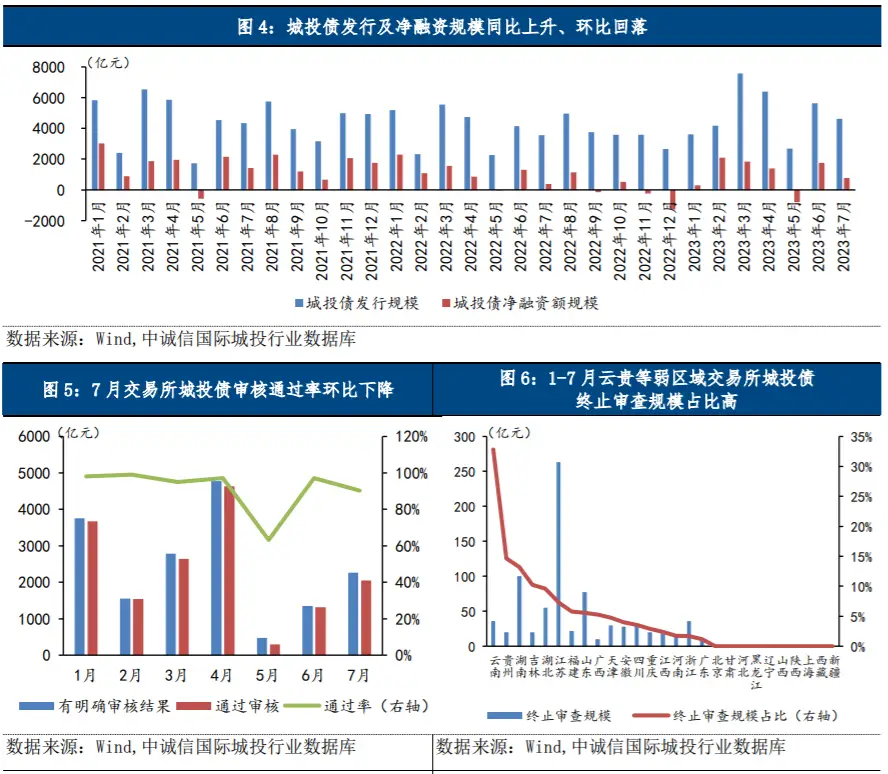 图 4：城投债发行及净融资规模同比上升、环比回落
（亿元）
8000
6000
4000
2000
0
-2000
2021年1月
2021年2月
2021年3月
2021年4月
2021年5月
2021年6月
2021年7月
2021年8月
2021年9月
2021年10月
2021年11月
2021年12月
2022年1月
2022年2月
2022年3月
2022年4月
2022年5月
2022年6月
2022年7月
2022年8月
2022年9月
2022年10月
2022年11月
2022年12月
2023年1月
2023年2月
2023年3月
2023年4月
2023年5月
2023年6月
2023年7月
城投债发行规模 城投债净融资额规模
数据来源：Wind,中诚信国际城投行业数据库
图 5：7 月交易所城投债审核通过率环比下降
（亿元）
6000
5000
4000
3000
2000
1000
0
120%
100%
80%
60%
40%
20%
0%
1月 2月 3月 4月 5月 6月 7月
有明确审核结果 通过审核 通过率（右轴）
数据来源：Wind,中诚信国际城投行业数据库
图 6：1-7 月云贵等弱区域交易所城投债
终止审查规模占比高
（亿元）
300
250
200
150
100
50
0
35%
30%
25%
20%
15%
10%
5%
0%
云南 贵州 湖南 吉林 湖北 江苏 福建 山东 广西 天津 安徽 四川 重庆 江西 河南 浙江 广东 北京 甘肃 河北 黑龙江 辽宁 山西 陕西 上海 西藏 新疆
终止审查规模 终止审查规模占比（右轴）
数据来源：Wind,中诚信国际城投行业数据库